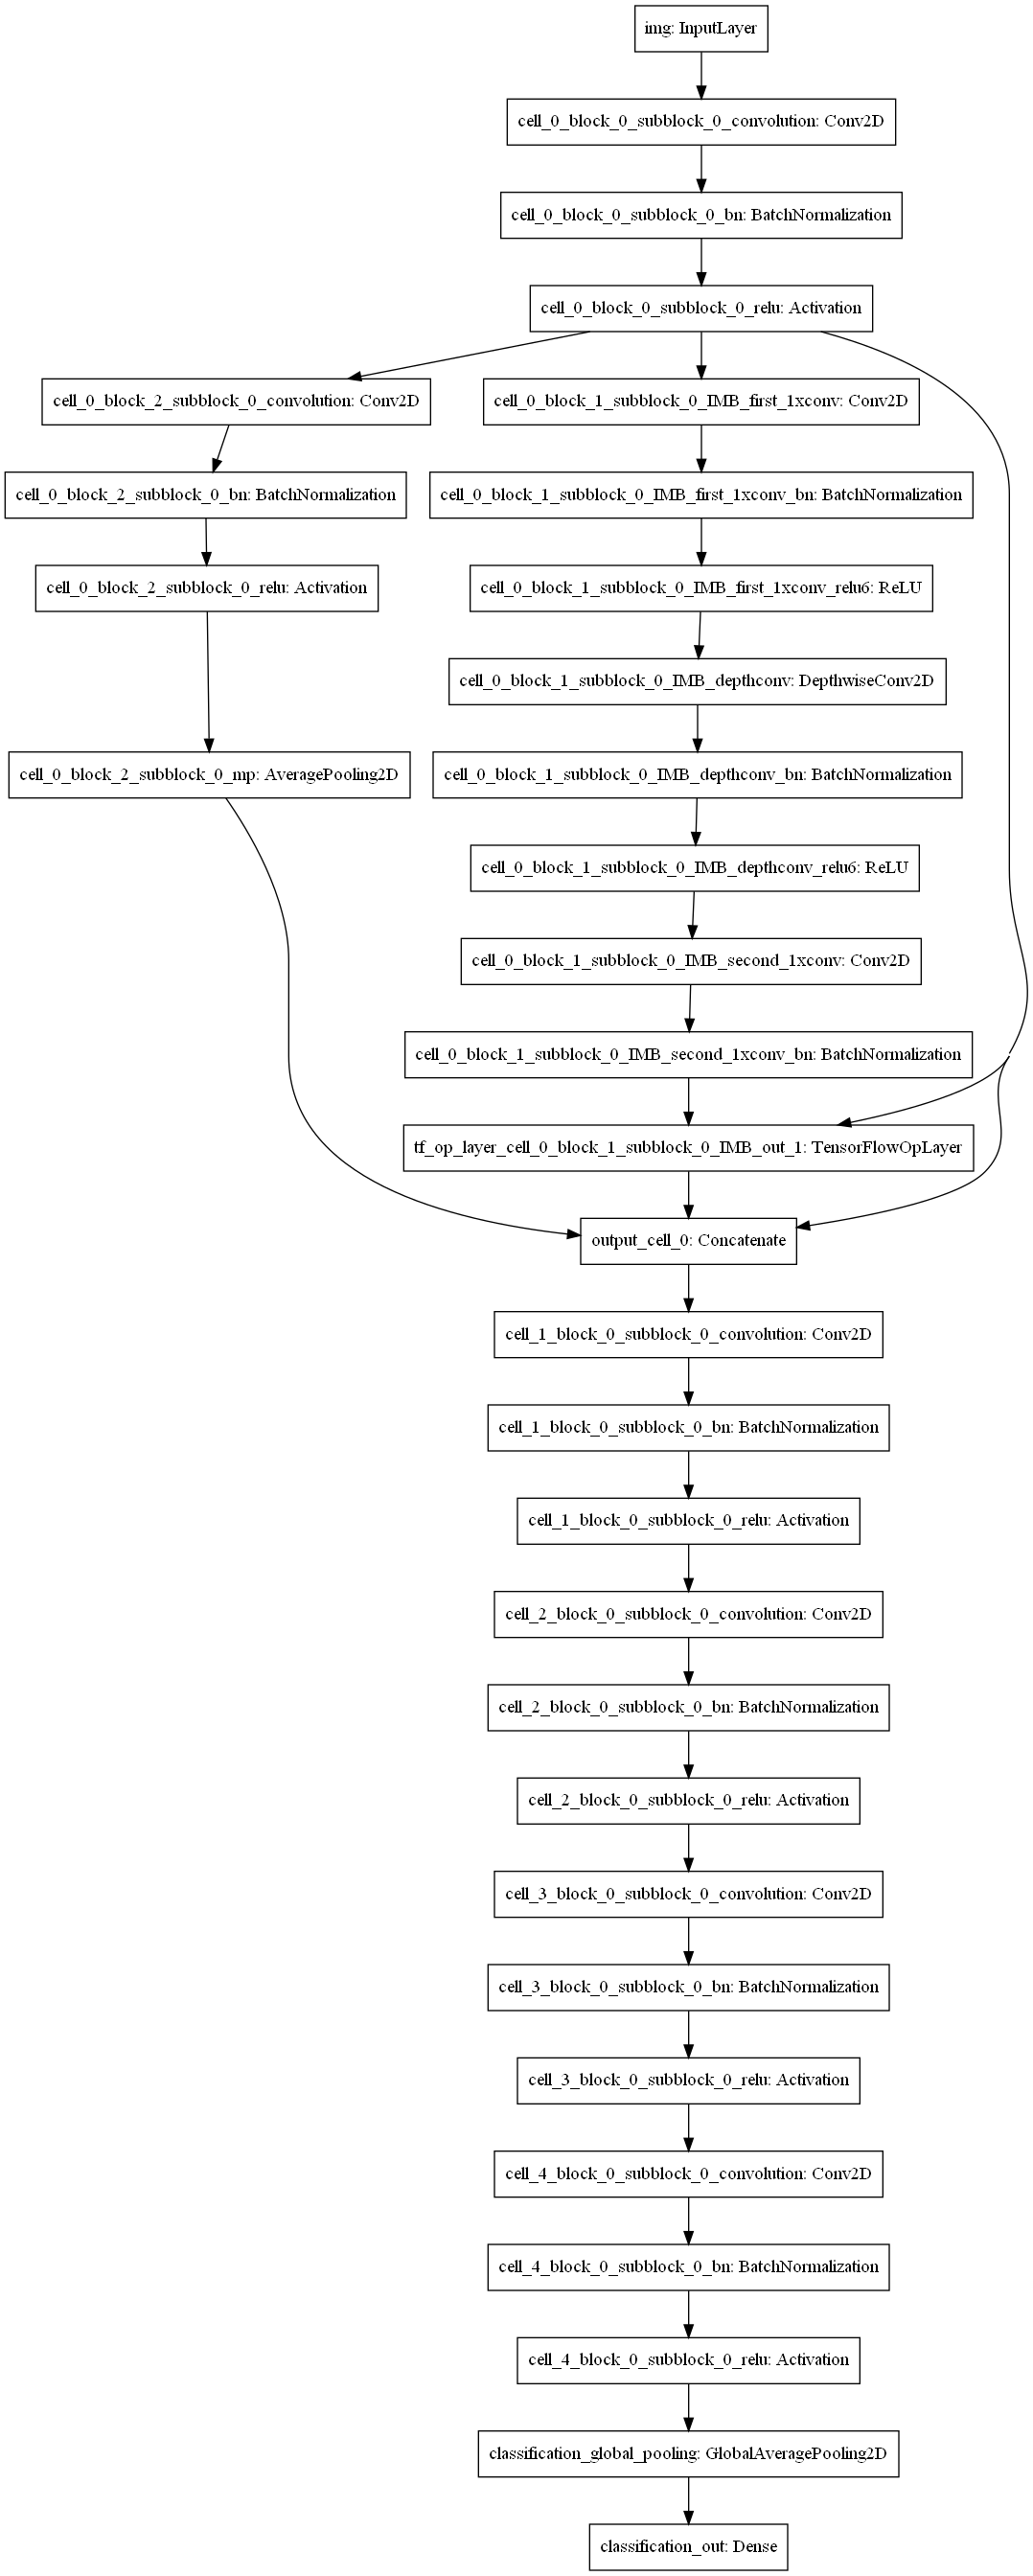 img: InputLayer
cell_0_block_0_subblock_0_convolution: Conv2D
cell_0_block_0_subblock_0_bn: BatchNormalization
cell_0_block_0_subblock_0_relu: Activation
cell_0_block_2_subblock_0_convolution: Conv2D
cell_0_block_1_subblock_0_IMB_first_1xconv: Conv2D
cell_0_block_2_subblock_0_bn: BatchNormalization
cell_0_block_1_subblock_0_IMB_first_1xconv_bn: BatchNormalization
cell_0_block_2_subblock_0_relu: Activation
cell_0_block_1_subblock_0_IMB_first_1xconv_relu6: ReLU
cell_0_block_1_subblock_0_IMB_depthconv: DepthwiseConv2D
cell_0_block_2_subblock_0_mp: AveragePooling2D
cell_0_block_1_subblock_0_IMB_depthconv_bn: BatchNormalization
cell_0_block_1_subblock_0_IMB_depthconv_relu6: ReLU
cell_0_block_1_subblock_0_IMB_second_1xconv: Conv2D
cell_0_block_1_subblock_0_IMB_second_1xconv_bn: BatchNormalization
tf_op_layer_cell_0_block_1_subblock_0_IMB_out_1: TensorFlowOpLayer
output_cell_0: Concatenate
cell_1_block_0_subblock_0_convolution: Conv2D
cell_1_block_0_subblock_0_bn: BatchNormalization
cell_1_block_0_subblock_0_relu: Activation
cell_2_block_0_subblock_0_convolution: Conv2D
cell_2_block_0_subblock_0_bn: BatchNormalization
cell_2_block_0_subblock_0_relu: Activation
cell_3_block_0_subblock_0_convolution: Conv2D
cell_3_block_0_subblock_0_bn: BatchNormalization
cell_3_block_0_subblock_0_relu: Activation
cell_4_block_0_subblock_0_convolution: Conv2D
cell_4_block_0_subblock_0_bn: BatchNormalization
cell_4_block_0_subblock_0_relu: Activation
classification_global_pooling: GlobalAveragePooling2D
classification_out: Dense